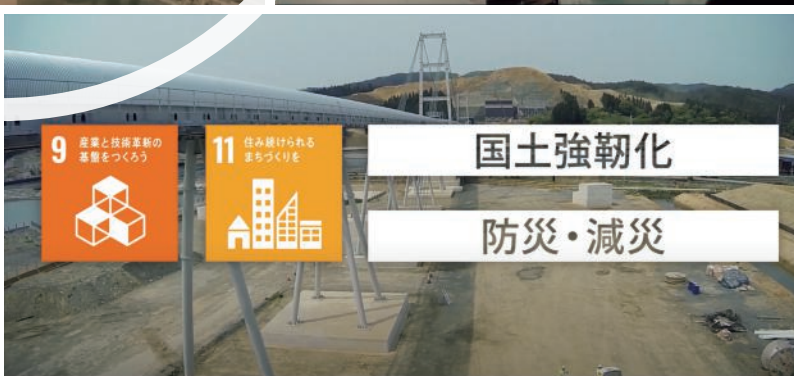 9 産業と技術革新の
基盤をつくろう
11 住み続けられる
まちづくりを
国土強靭化
防災・減災